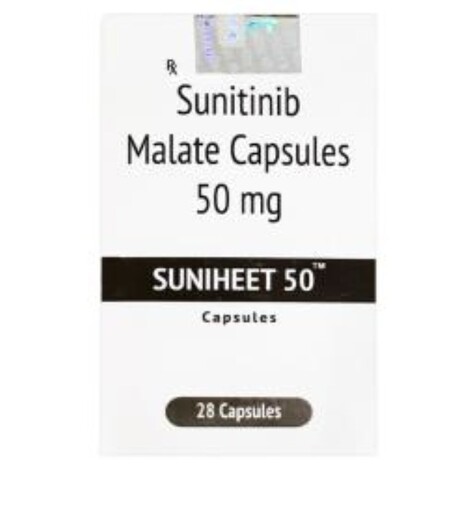 ℞
Sunitinib
Malate Capsules
50 mg
SUNIHEET 50™
Capsules
28 Capsules